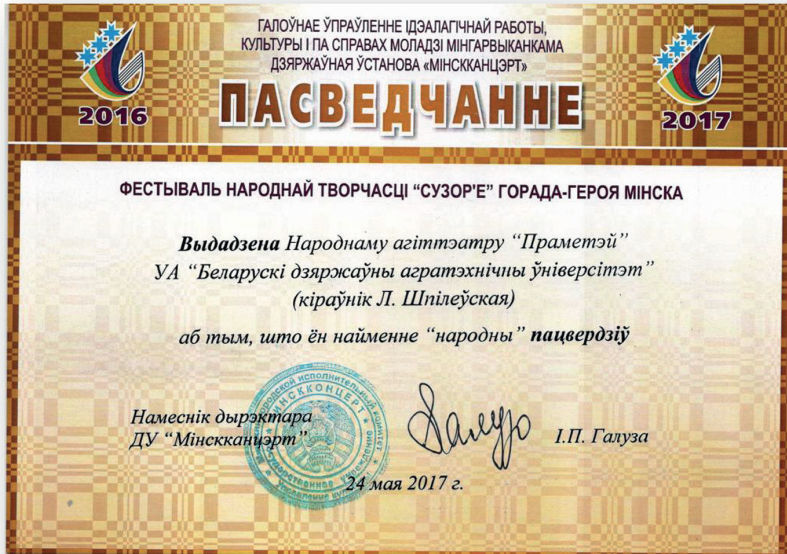 ГАЛОЎНАЕ ЎПРАЎЛЕННЕ ІДЭАЛАГІЧНАЙ РАБОТЫ,
КУЛЬТУРЫ І ПА СПРАВАХ МОЛАДЗІ МІНГАРВЫКАНКАМА
ДЗЯРЖАЎНАЯ ЎСТАНОВА «МІНСККАНЦЭРТ»
2016
ПАСВЕДЧАННЕ
2017
ФЕСТЫВАЛЬ НАРОДНАЙ ТВОРЧАСЦІ “СУЗОР'Е” ГОРАДА-ГЕРОЯ МІНСКА
Выдадзена Народнаму агіттэатру “Праметэй”
УА “Беларускі дзяржаўны агратэхнічны ўніверсітэт”
(кіраўнік Л. Шпілеўская)
аб тым, што ён найменне “народны” пацвердзіў
Намеснік дырэктара
ДУ “Мінскканцэрт”
І.П. Галуза
24 мая 2017 г.
МИНСККОНЦЕРТ